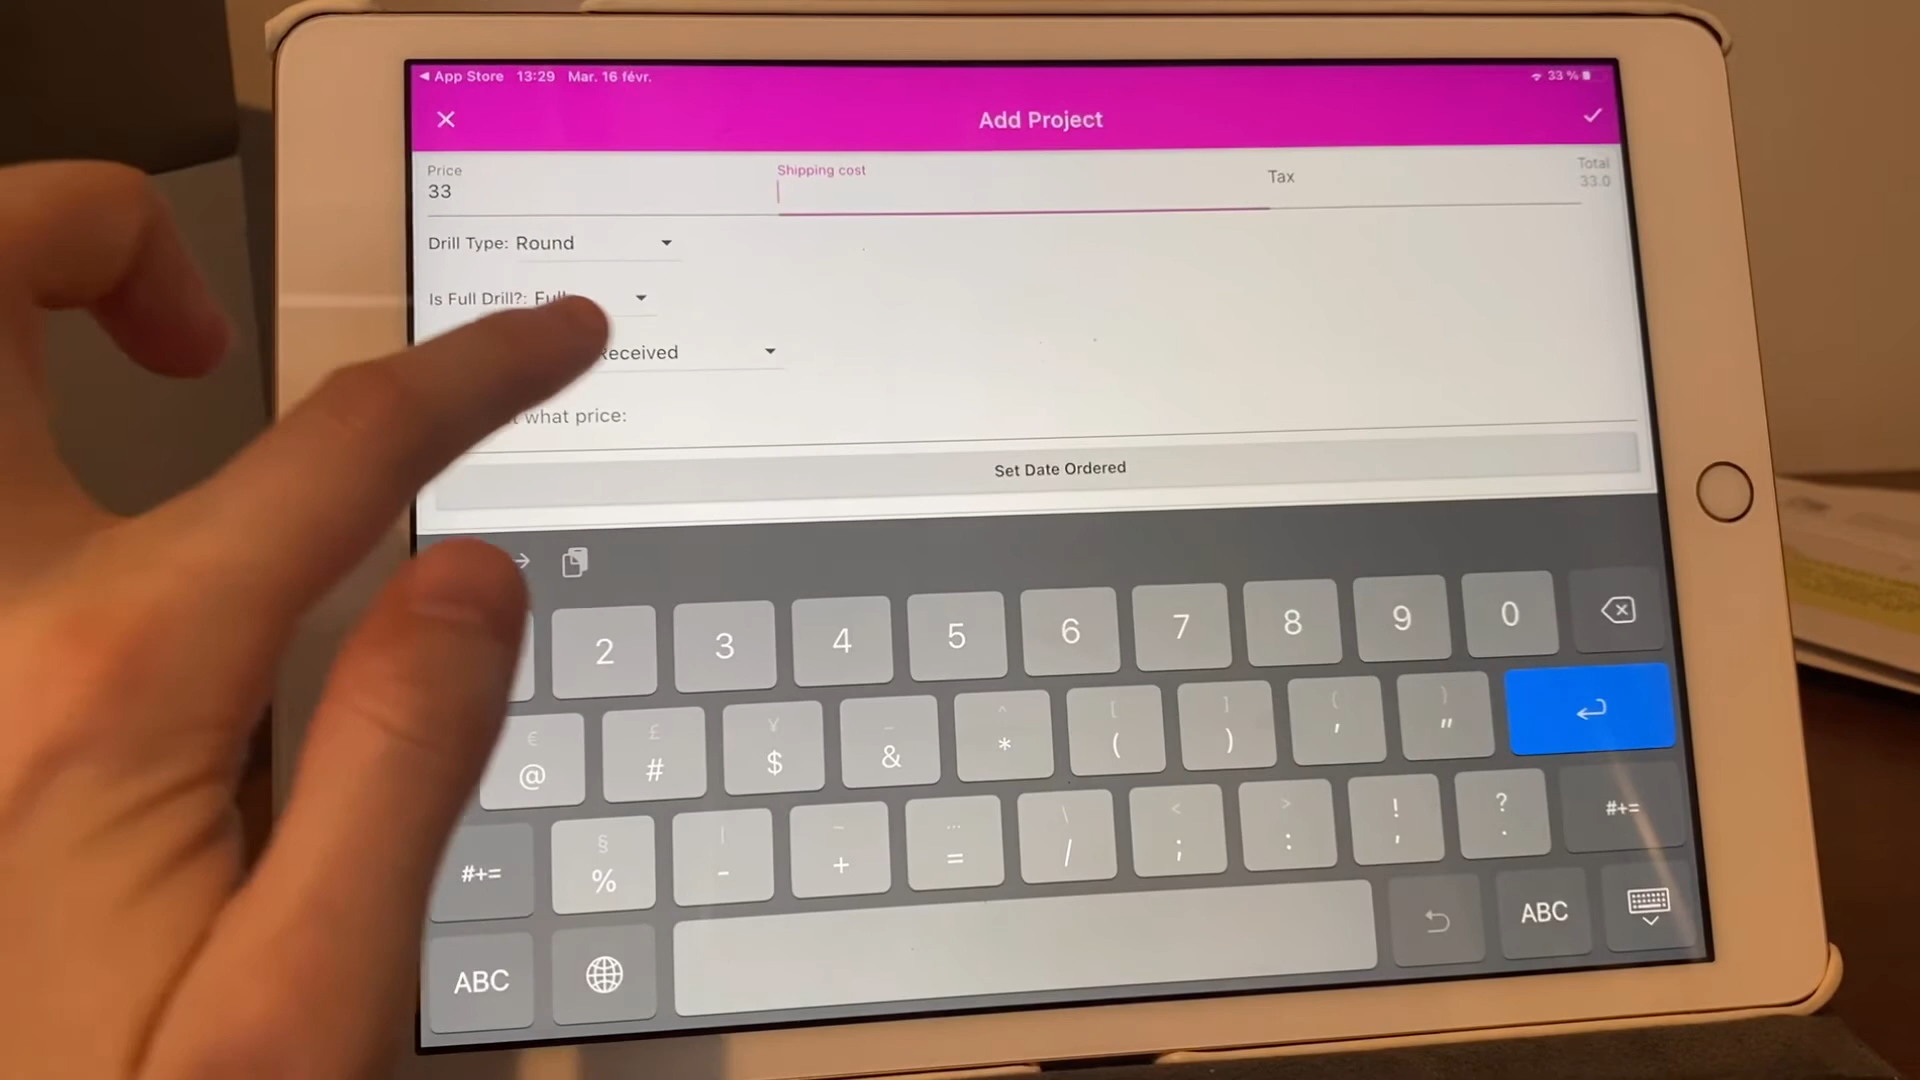 ◀ App Store 13:29 Mar. 16 févr. 33 %
Add Project
Price Shipping cost Tax Total
33 33.0
Drill Type: Round
Is Full Drill?: Full
Received
what price:
Set Date Ordered
2 3 4 5 6 7 8 9 0
€ £ ¥ _ ^ [ ] { }
@ # $ & * ( ) ' "
§ | ~ … \ < > ! ?
#+= % - + = / ; : , . #+=
ABC ABC